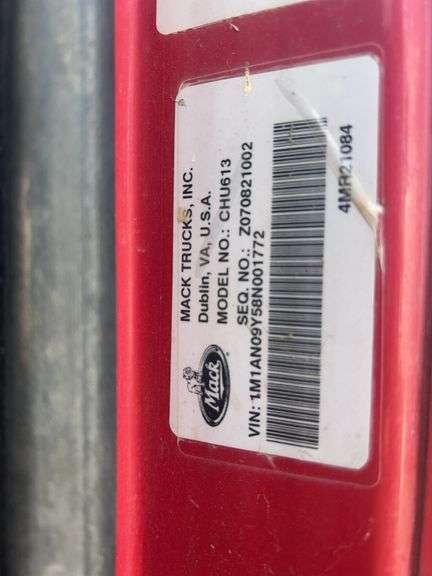 MACK TRUCKS, INC.
Dublin, VA, U.S.A.
MODEL NO.: CHU613
SEQ. NO.: Z070821002
Mack
VIN: 1M1AN09Y58N001772
4MR21084